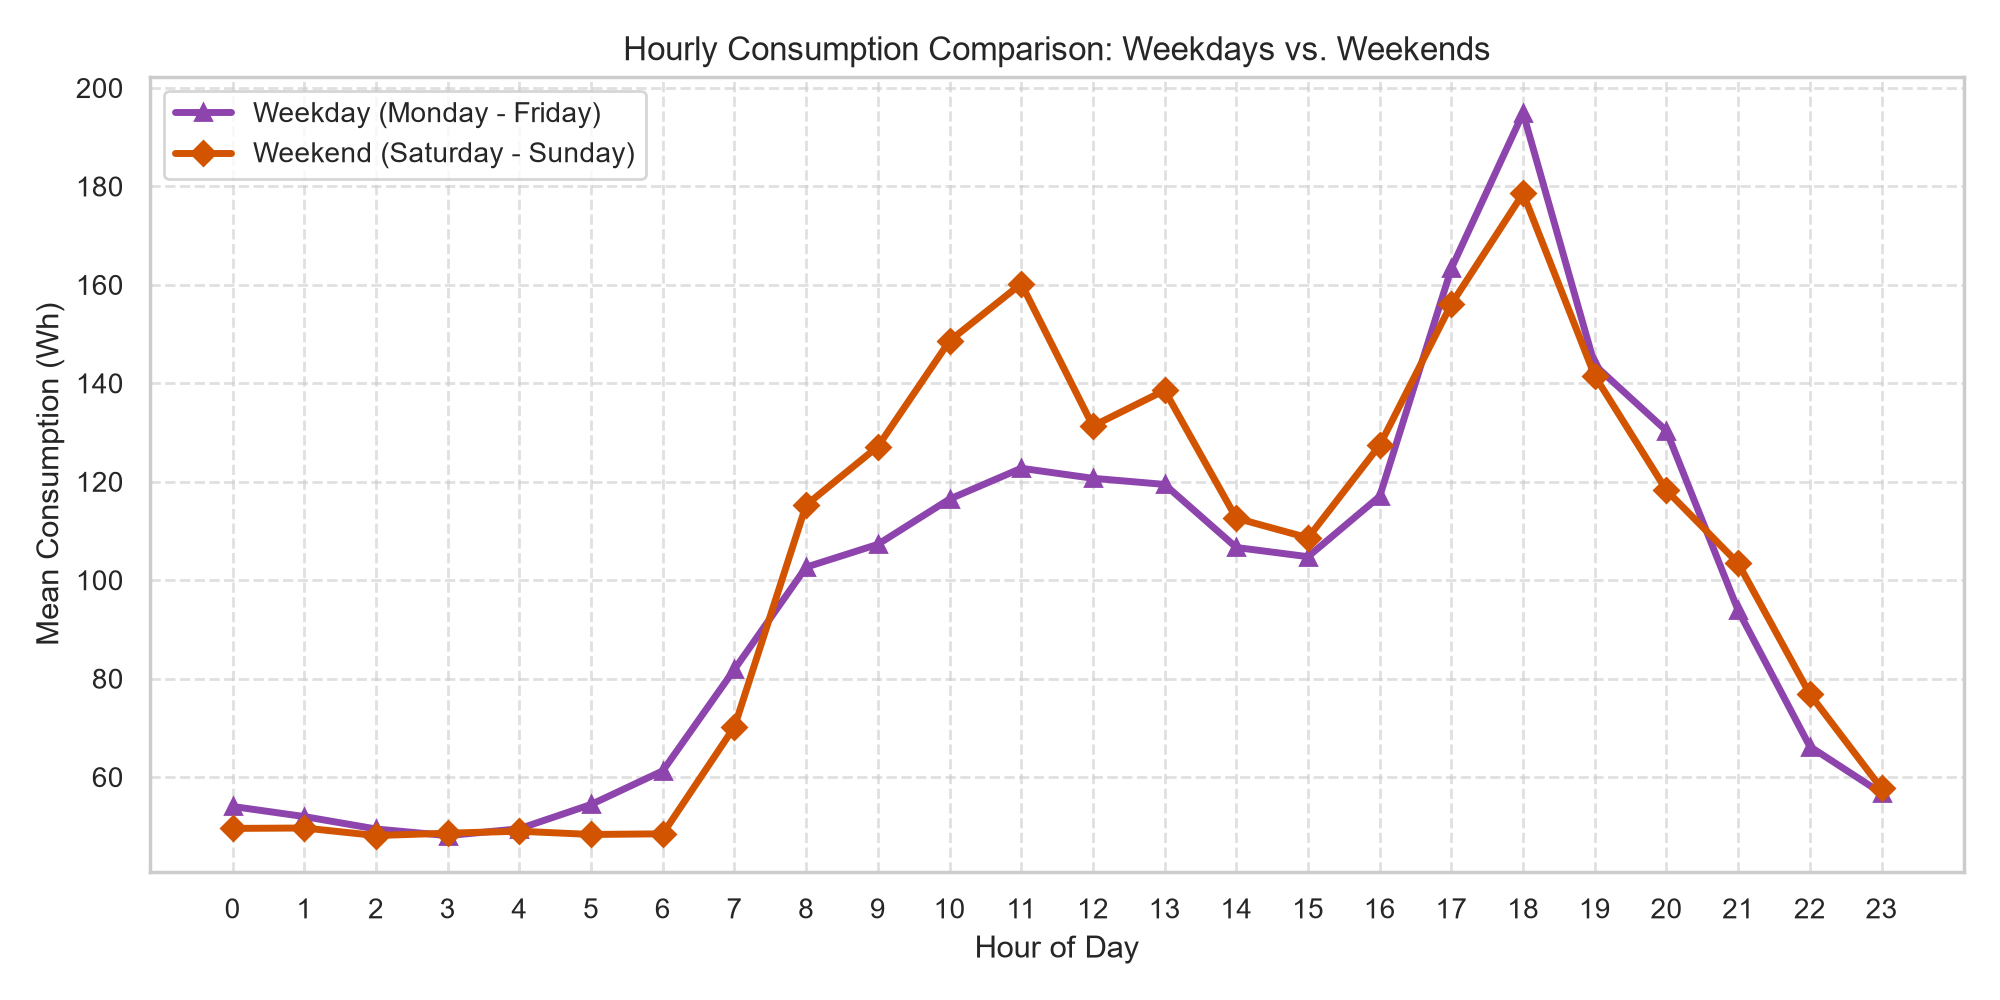 Hourly Consumption Comparison: Weekdays vs. Weekends
Weekday (Monday - Friday)
Weekend (Saturday - Sunday)
Mean Consumption (Wh)
200
180
160
140
120
100
80
60
0 1 2 3 4 5 6 7 8 9 10 11 12 13 14 15 16 17 18 19 20 21 22 23
Hour of Day